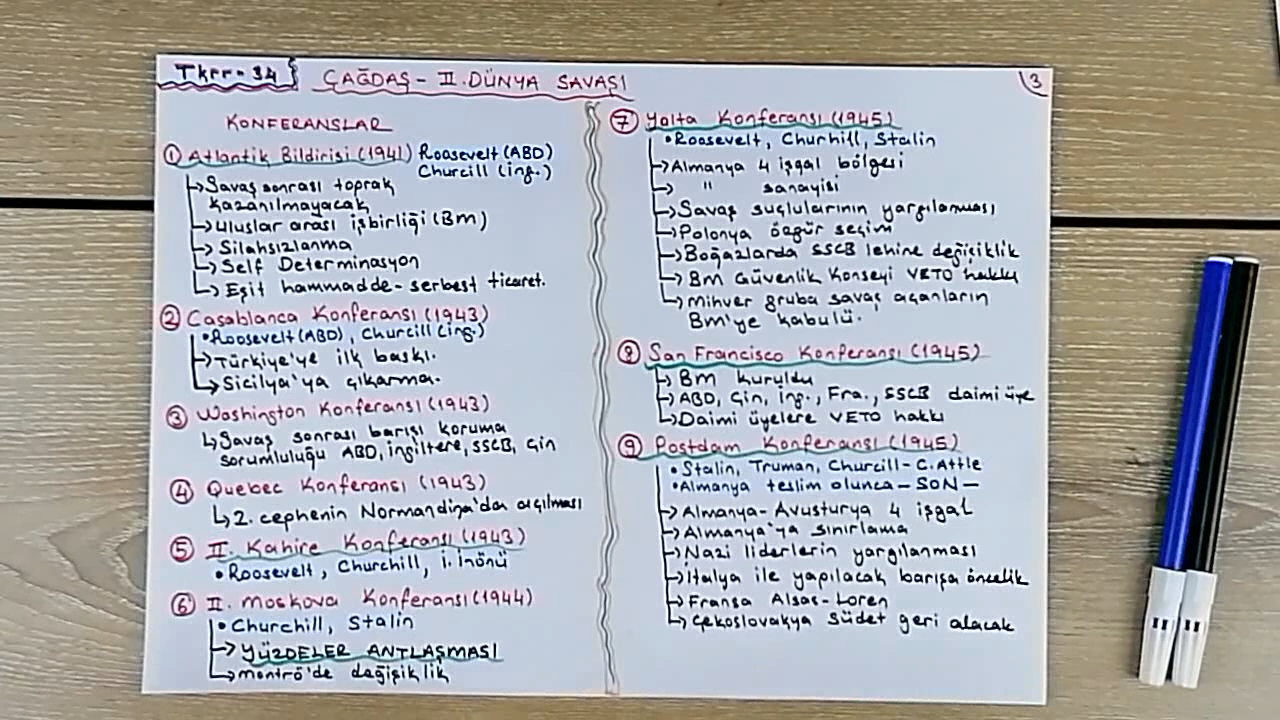 Tkrr-34
ÇAĞDAŞ - II. DÜNYA SAVAŞI
3
KONFERANSLAR
① Atlantik Bildirisi (1941) Roosevelt (ABD)
Churcill (ing.)
→ Savaş sonrası toprak
kazanılmayacak
→ Uluslar arası işbirliği (Bm)
→ Silahsızlanma
→ Self Determinasyon
→ Eşit hammadde - serbest ticaret.
② Casablanca Konferansı (1943)
• Roosevelt (ABD), Churcill (ing.)
→ Türkiye'ye ilk baskı.
→ Sicilya'ya çıkarma.
③ Washington Konferansı (1943)
→ Savaş sonrası barışı koruma
sorumluluğu ABD, ingiltere, SSCB, Çin
④ Quebec Konferansı (1943)
→ 2. cephenin Normandiya'da açılması
⑤ II. Kahire Konferansı (1943)
• Roosevelt, Churchill, i. inönü
⑥ II. Moskova Konferansı (1944)
• Churchill, Stalin
→ YÜZDELER ANTLAŞMASI
→ Montrö'de değişiklik
⑦ Yalta Konferansı (1945)
• Roosevelt, Churhill, Stalin
→ Almanya 4 işgal bölgesi
→ " sanayisi
→ Savaş suçlularının yargılanması
→ Polonya özgür seçim
→ Boğazlarda SSCB lehine değişiklik
→ Bm Güvenlik Konseyi VETO hakkı
→ Mihver gruba savaş açanların
Bm'ye kabulü.
⑧ San Francisco Konferansı (1945)
→ Bm kuruldu
→ ABD, Çin, ing., Fra., SSCB daimi üye
→ Daimi üyelere VETO hakkı
⑨ Postdam Konferansı (1945)
• Stalin, Truman, Churcill - C. Attle
• Almanya teslim olunca - SON -
→ Almanya - Avusturya 4 işgal
→ Almanya'ya sınırlama
→ Nazi liderlerin yargılanması
→ italya ile yapılacak barışa öncelik
→ Fransa Alsas - Loren
→ Çekoslovakya Südet geri alacak